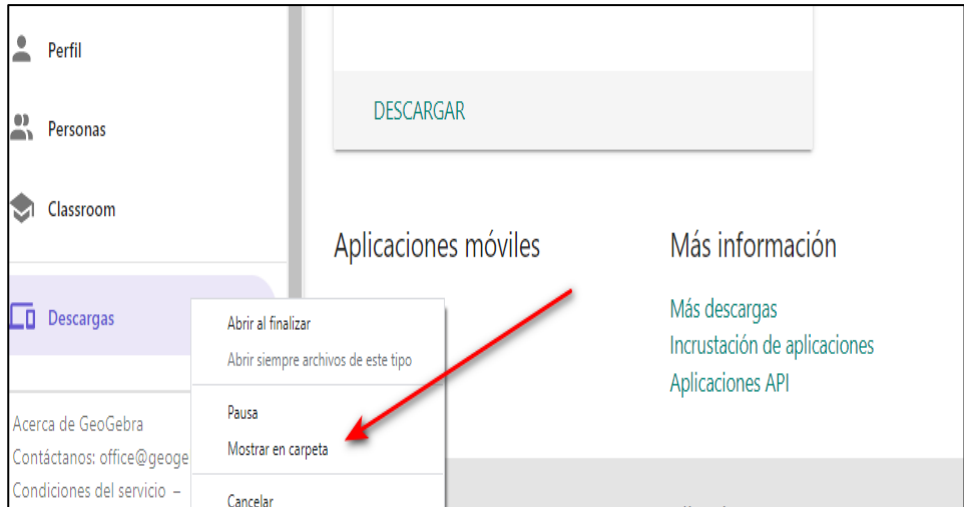 Perfil
Personas
Classroom
Descargas
Acerca de GeoGebra
Contáctanos: office@geoge
Condiciones del servicio –
Abrir al finalizar
Abrir siempre archivos de este tipo
Pausa
Mostrar en carpeta
Cancelar
DESCARGAR
Aplicaciones móviles
Más información
Más descargas
Incrustación de aplicaciones
Aplicaciones API